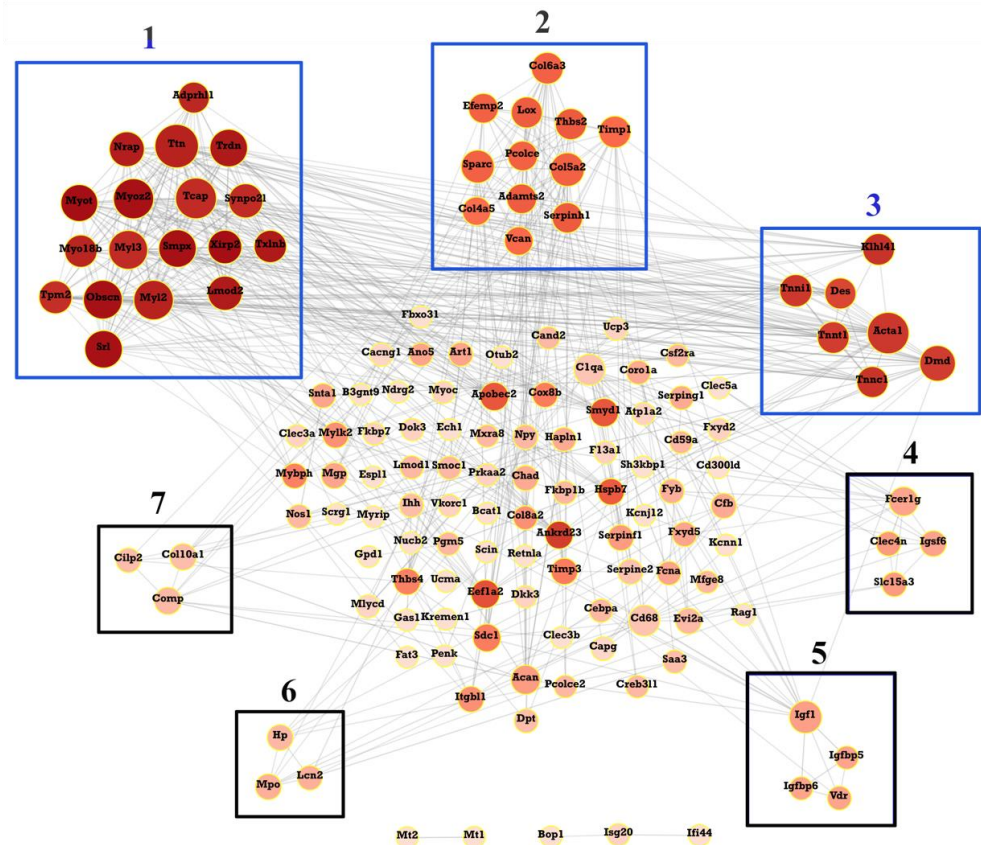 1
2
3
Adprhl1
Nrap
Ttn
Trdn
Myot
Myoz2
Tcap
Synpo2l
Myo18b
Myl3
Smpx
Xirp2
Txlnb
Tpm2
Obscn
Myl2
Lmod2
Srl
Col6a3
Efemp2
Lox
Thbs2
Timp1
Sparc
Pcolce
Col5a2
Adamts2
Col4a5
Serpinh1
Vcan
Klhl41
Tnni1
Des
Tnnt1
Acta1
Dmd
Tnnc1
Fbxo31
Cand2
Ucp3
Cacng1
Ano5
Art1
Otub2
C1qa
Coro1a
Csf2ra
Snta1
B3gnt9
Ndrg2
Myoc
Apobec2
Cox8b
Smyd1
Atp1a2
Serping1
Clec5a
Clec3a
Mylk2
Fkbp7
Dok3
Ech1
Mxra8
Npy
Hapln1
F13a1
Cd59a
Fxyd2
Mybph
Mgp
Espl1
Lmod1
Smoc1
Prkaa2
Chad
Fkbp1b
Hspb7
Sh3kbp1
Fyb
Cd300ld
Cfb
Nos1
Scrg1
Myrip
Ihh
Vkorc1
Bcat1
Col8a2
Ankrd23
Serpinf1
Kcnj12
Fxyd5
Kcnn1
Gpd1
Nucb2
Pgm5
Scin
Retnla
Timp3
Serpine2
Fcna
Mfge8
Thbs4
Ucma
Eef1a2
Dkk3
Mlycd
Gas1
Kremen1
Sdc1
Clec3b
Cebpa
Cd68
Evi2a
Rag1
Capg
Fat3
Penk
Itgbl1
Acan
Pcolce2
Creb3l1
Saa3
Dpt
4
Fcer1g
Clec4n
Igsf6
Slc15a3
7
Cilp2
Col10a1
Comp
5
Igf1
Igfbp5
Igfbp6
Vdr
6
Hp
Mpo
Lcn2
Mt2
Mt1
Bop1
Isg20
Ifi44